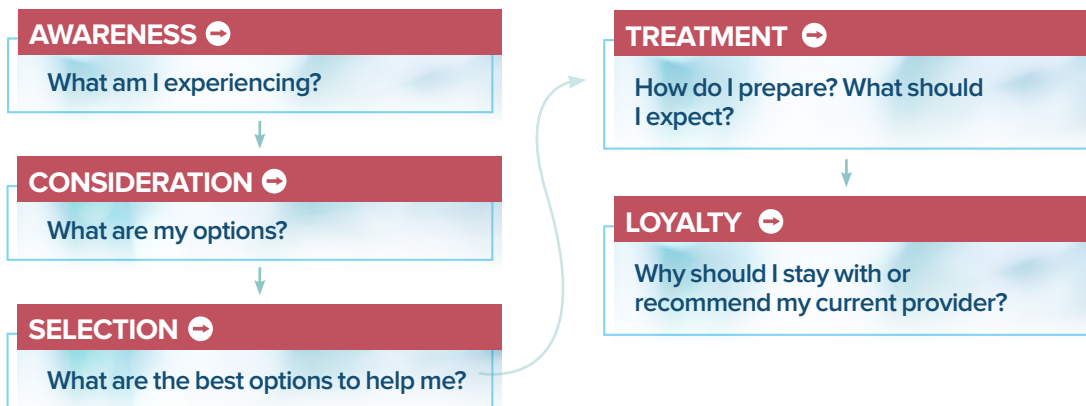 AWARENESS
What am I experiencing?
CONSIDERATION
What are my options?
SELECTION
What are the best options to help me?
TREATMENT
How do I prepare? What should
I expect?
LOYALTY
Why should I stay with or
recommend my current provider?